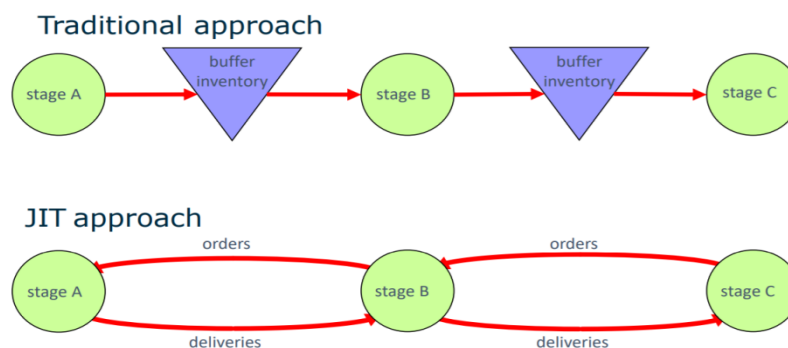 Traditional approach
stage A
buffer
inventory
stage B
buffer
inventory
stage C
JIT approach
orders
orders
stage A
stage B
stage C
deliveries
deliveries